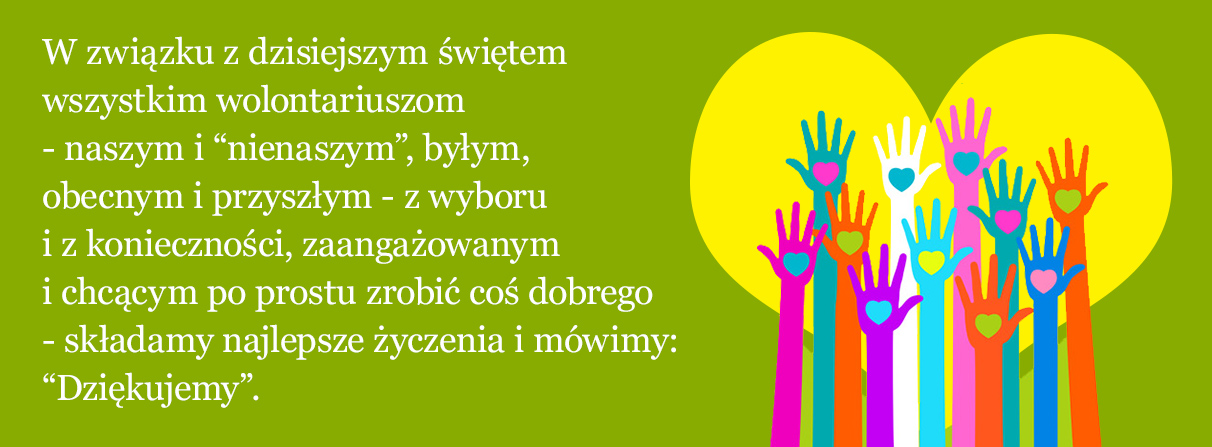 W związku z dzisiejszym świętem
wszystkim wolontariuszom
- naszym i “nienaszym”, byłym,
obecnym i przyszłym - z wyboru
i z konieczności, zaangażowanym
i chcącym po prostu zrobić coś dobrego
- składamy najlepsze życzenia i mówimy:
“Dziękujemy”.